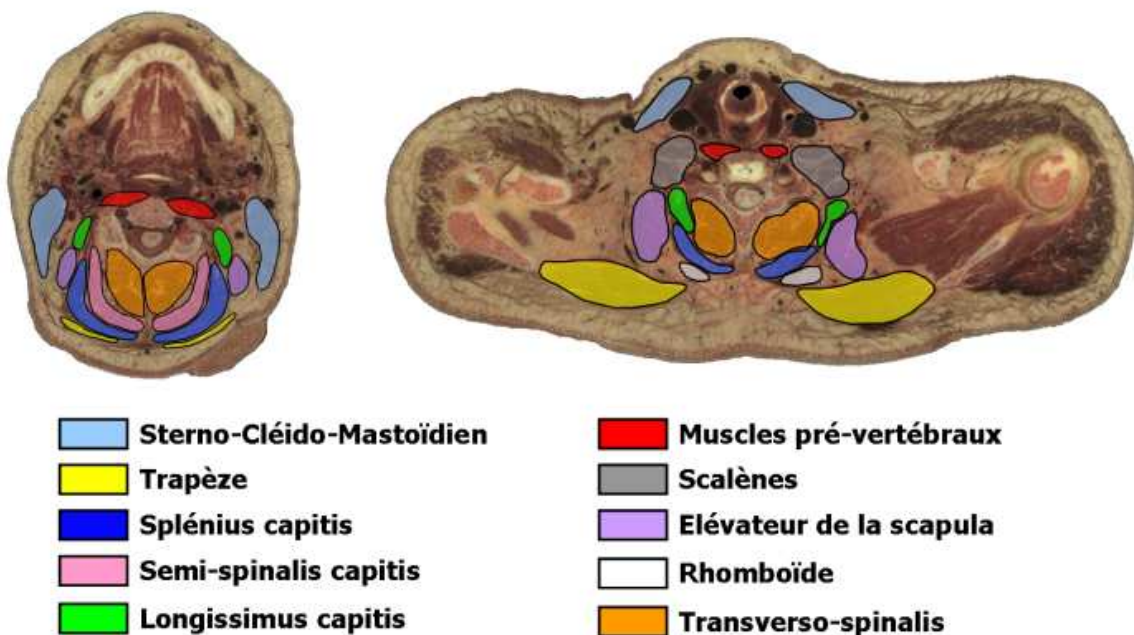 Sterno-Cléido-Mastoïdien
Trapèze
Splénius capitis
Semi-spinalis capitis
Longissimus capitis
Muscles pré-vertébraux
Scalènes
Elévateur de la scapula
Rhomboïde
Transverso-spinalis